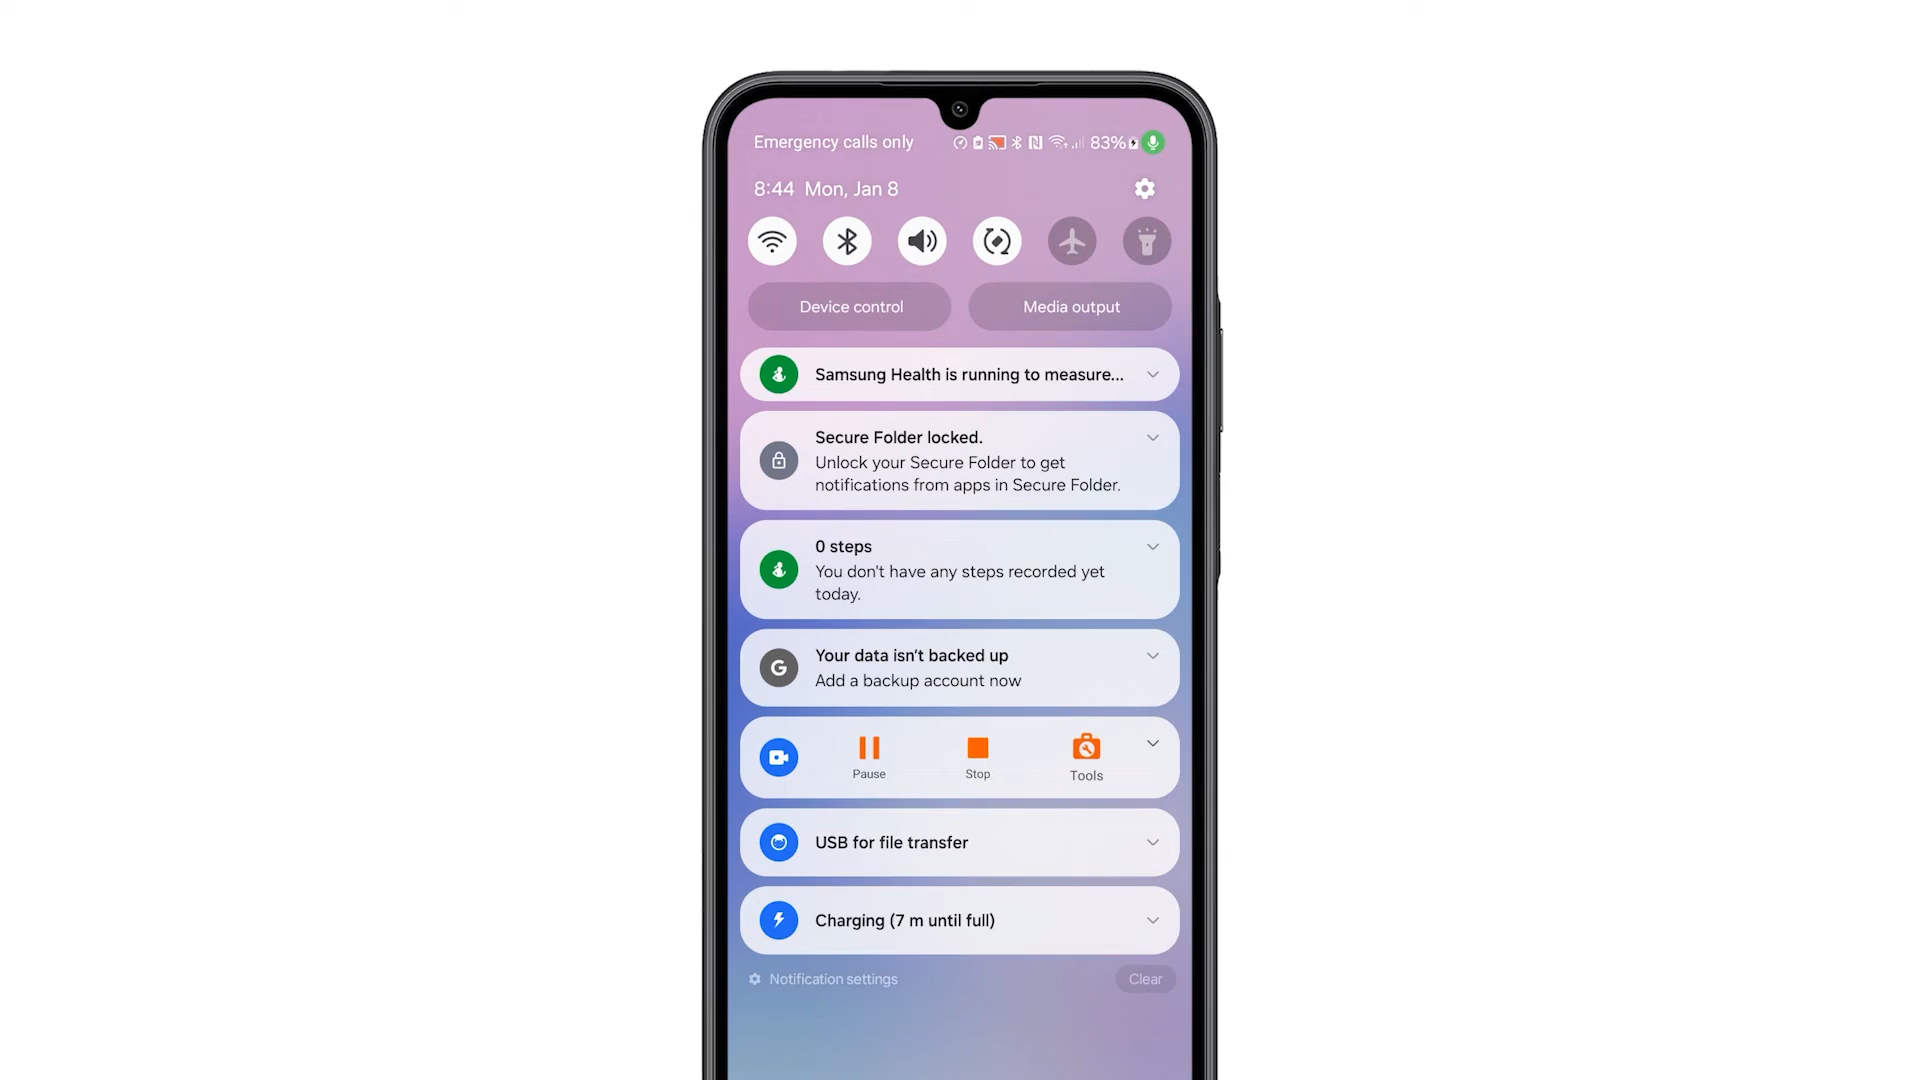 Emergency calls only 83%
8:44 Mon, Jan 8
Device control Media output
Samsung Health is running to measure...
Secure Folder locked.
Unlock your Secure Folder to get
notifications from apps in Secure Folder.
0 steps
You don't have any steps recorded yet
today.
G
Your data isn't backed up
Add a backup account now
Pause Stop Tools
USB for file transfer
Charging (7 m until full)
Notification settings Clear